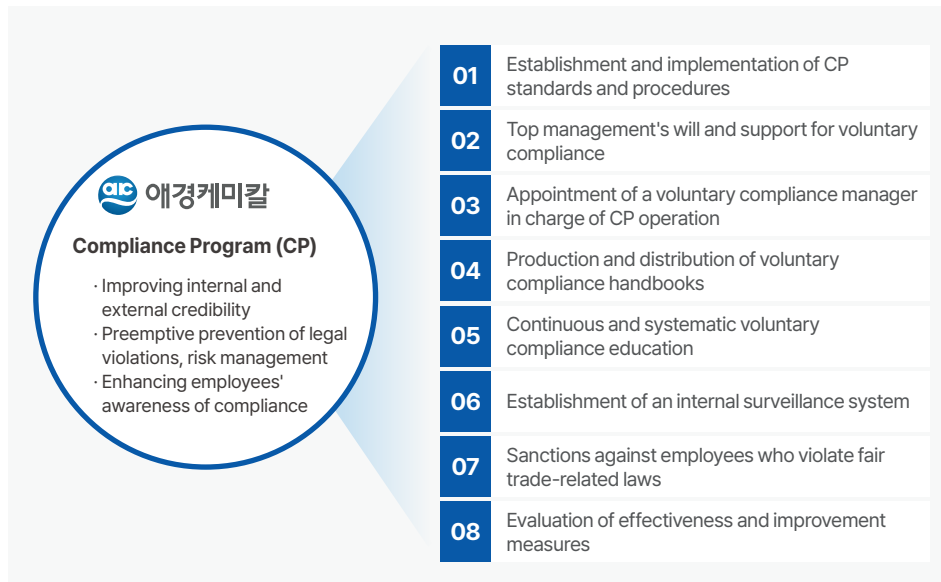 akc 애경케미칼
Compliance Program (CP)
· Improving internal and
external credibility
· Preemptive prevention of legal
violations, risk management
· Enhancing employees'
awareness of compliance
01
Establishment and implementation of CP
standards and procedures
02
Top management's will and support for voluntary
compliance
03
Appointment of a voluntary compliance manager
in charge of CP operation
04
Production and distribution of voluntary
compliance handbooks
05
Continuous and systematic voluntary
compliance education
06
Establishment of an internal surveillance system
07
Sanctions against employees who violate fair
trade-related laws
08
Evaluation of effectiveness and improvement
measures